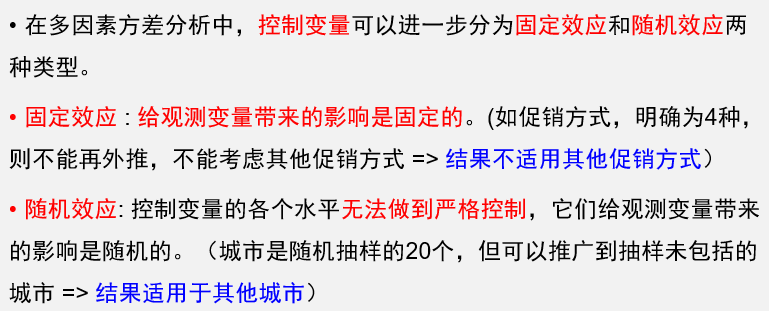 • 在多因素方差分析中，控制变量可以进一步分为固定效应和随机效应两
种类型。
• 固定效应 : 给观测变量带来的影响是固定的。(如促销方式，明确为4种，
则不能再外推，不能考虑其他促销方式 => 结果不适用其他促销方式）
• 随机效应: 控制变量的各个水平无法做到严格控制，它们给观测变量带来
的影响是随机的。（城市是随机抽样的20个，但可以推广到抽样未包括的
城市 => 结果适用于其他城市）